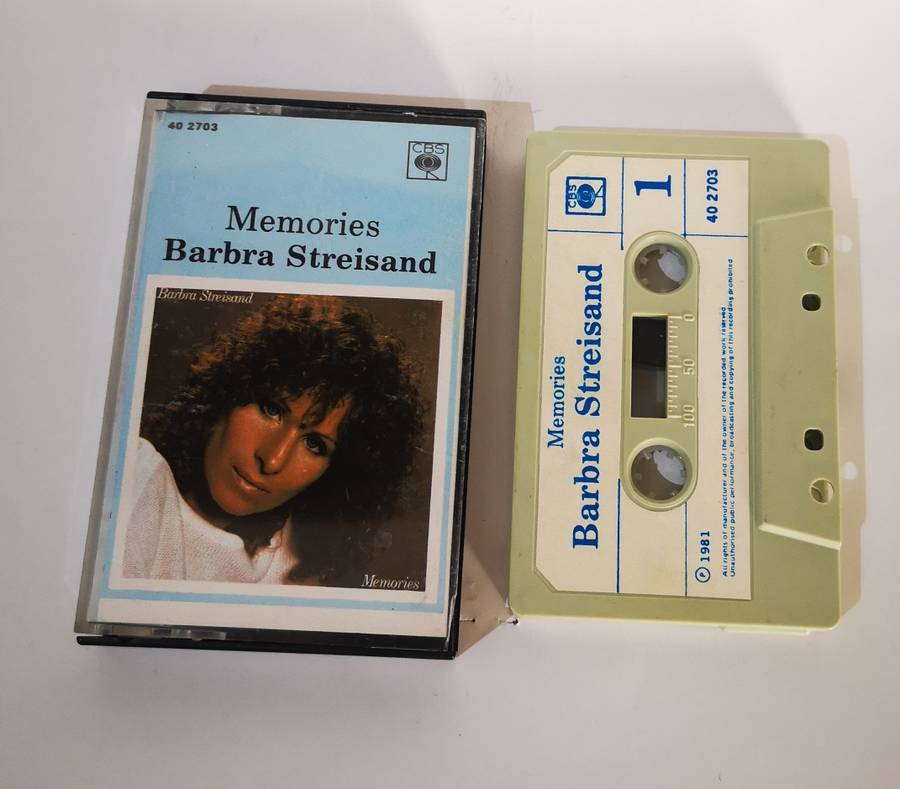 40 2703
CBS
Memories
Barbra Streisand
Barbra Streisand
Memories
CBS
1
40 2703
Memories
Barbra Streisand
0
50
100
℗ 1981
All rights of manufacturer and of the owner of the recorded work reserved
Unauthorised public performance, broadcasting and copying of this recording prohibited